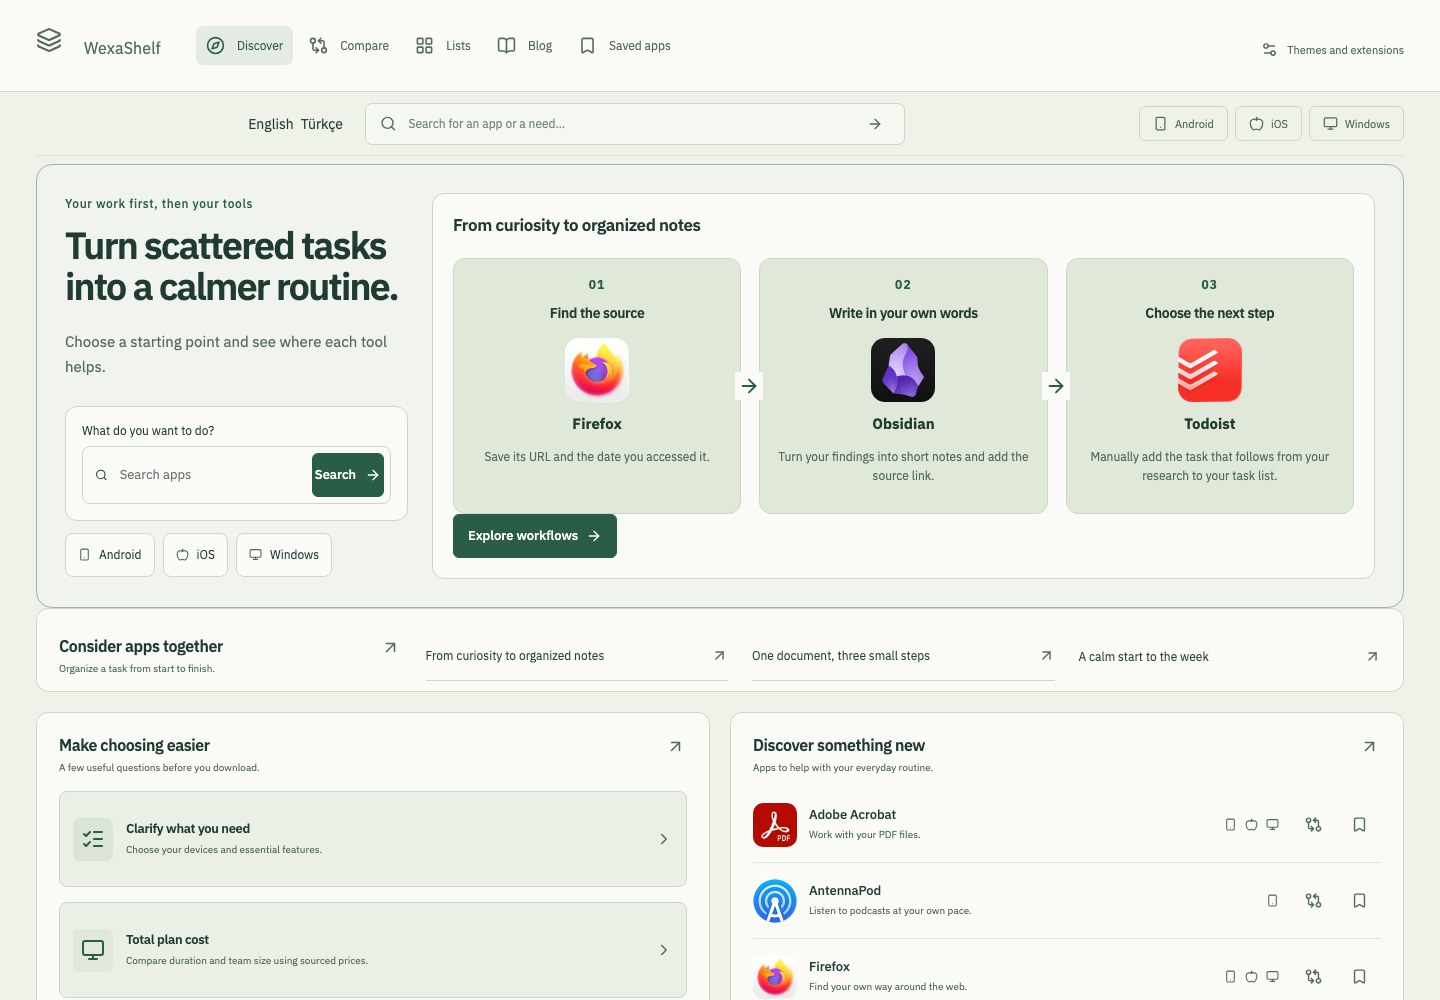 WexaShelf
Discover
Compare
Lists
Blog
Saved apps
Themes and extensions
English Türkçe
Search for an app or a need...
Android
iOS
Windows
Your work first, then your tools
Turn scattered tasks
into a calmer routine.
Choose a starting point and see where each tool
helps.
What do you want to do?
Search apps
Search
Android
iOS
Windows
From curiosity to organized notes
01
Find the source
Firefox
Save its URL and the date you accessed it.
02
Write in your own words
Obsidian
Turn your findings into short notes and add the
source link.
03
Choose the next step
Todoist
Manually add the task that follows from your
research to your task list.
Explore workflows
Consider apps together
Organize a task from start to finish.
From curiosity to organized notes
One document, three small steps
A calm start to the week
Make choosing easier
A few useful questions before you download.
Clarify what you need
Choose your devices and essential features.
Total plan cost
Compare duration and team size using sourced prices.
Discover something new
Apps to help with your everyday routine.
PDF
Adobe Acrobat
Work with your PDF files.
AntennaPod
Listen to podcasts at your own pace.
Firefox
Find your own way around the web.